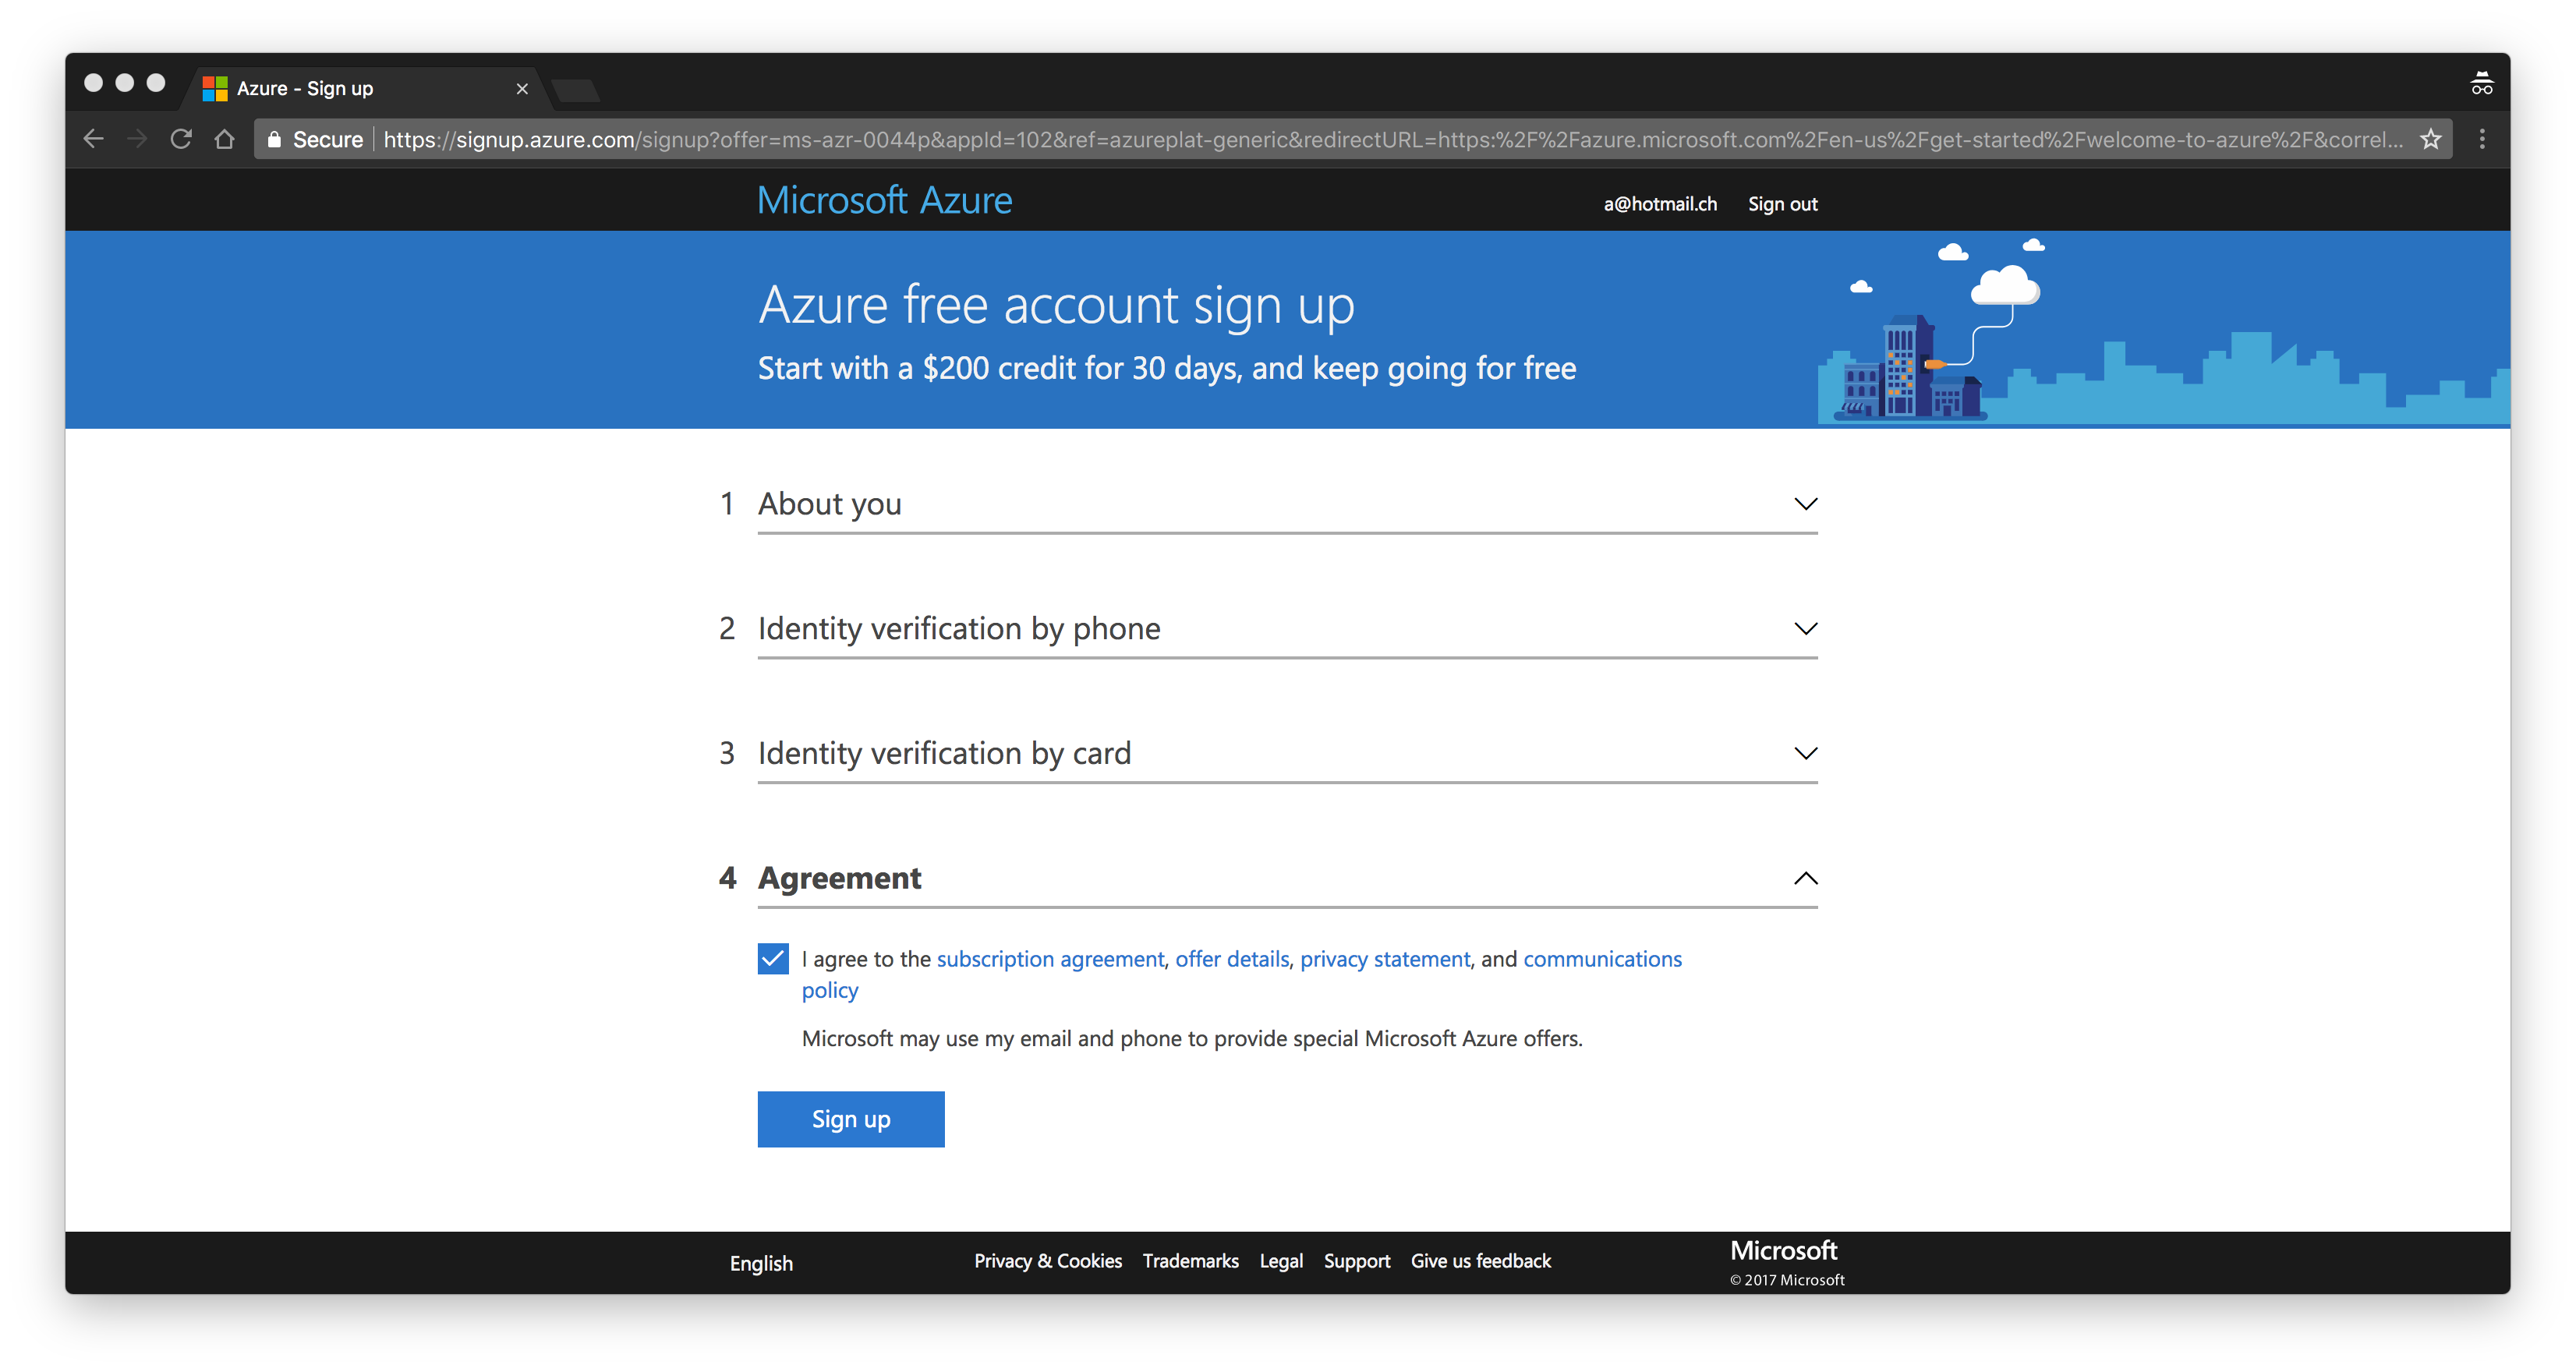 Azure - Sign up
Secure https://signup.azure.com/signup?offer=ms-azr-0044p&appId=102&ref=azureplat-generic&redirectURL=https:%2F%2Fazure.microsoft.com%2Fen-us%2Fget-started%2Fwelcome-to-azure%2F&correl...
Microsoft Azure a@hotmail.ch Sign out
Azure free account sign up
Start with a $200 credit for 30 days, and keep going for free
1 About you
2 Identity verification by phone
3 Identity verification by card
4 Agreement
I agree to the subscription agreement, offer details, privacy statement, and communications
policy
Microsoft may use my email and phone to provide special Microsoft Azure offers.
Sign up
English Privacy & Cookies Trademarks Legal Support Give us feedback Microsoft
© 2017 Microsoft